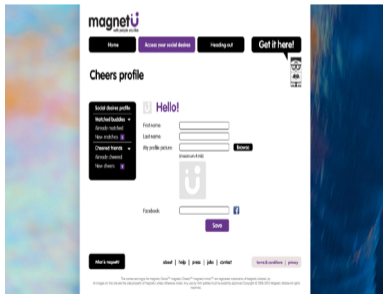 magnetU
Home
Access your social desires
Heading out
Get it here!
Cheers profile
Social desires profile
Matched buddies
Already matched
New matches
Cheered friends
Already cheered
New cheers
Hello!
First name
Last name
My profile picture
Browse
Facebook
Save
What is magnetU?
about | help | press | jobs | contact
terms & conditions | privacy